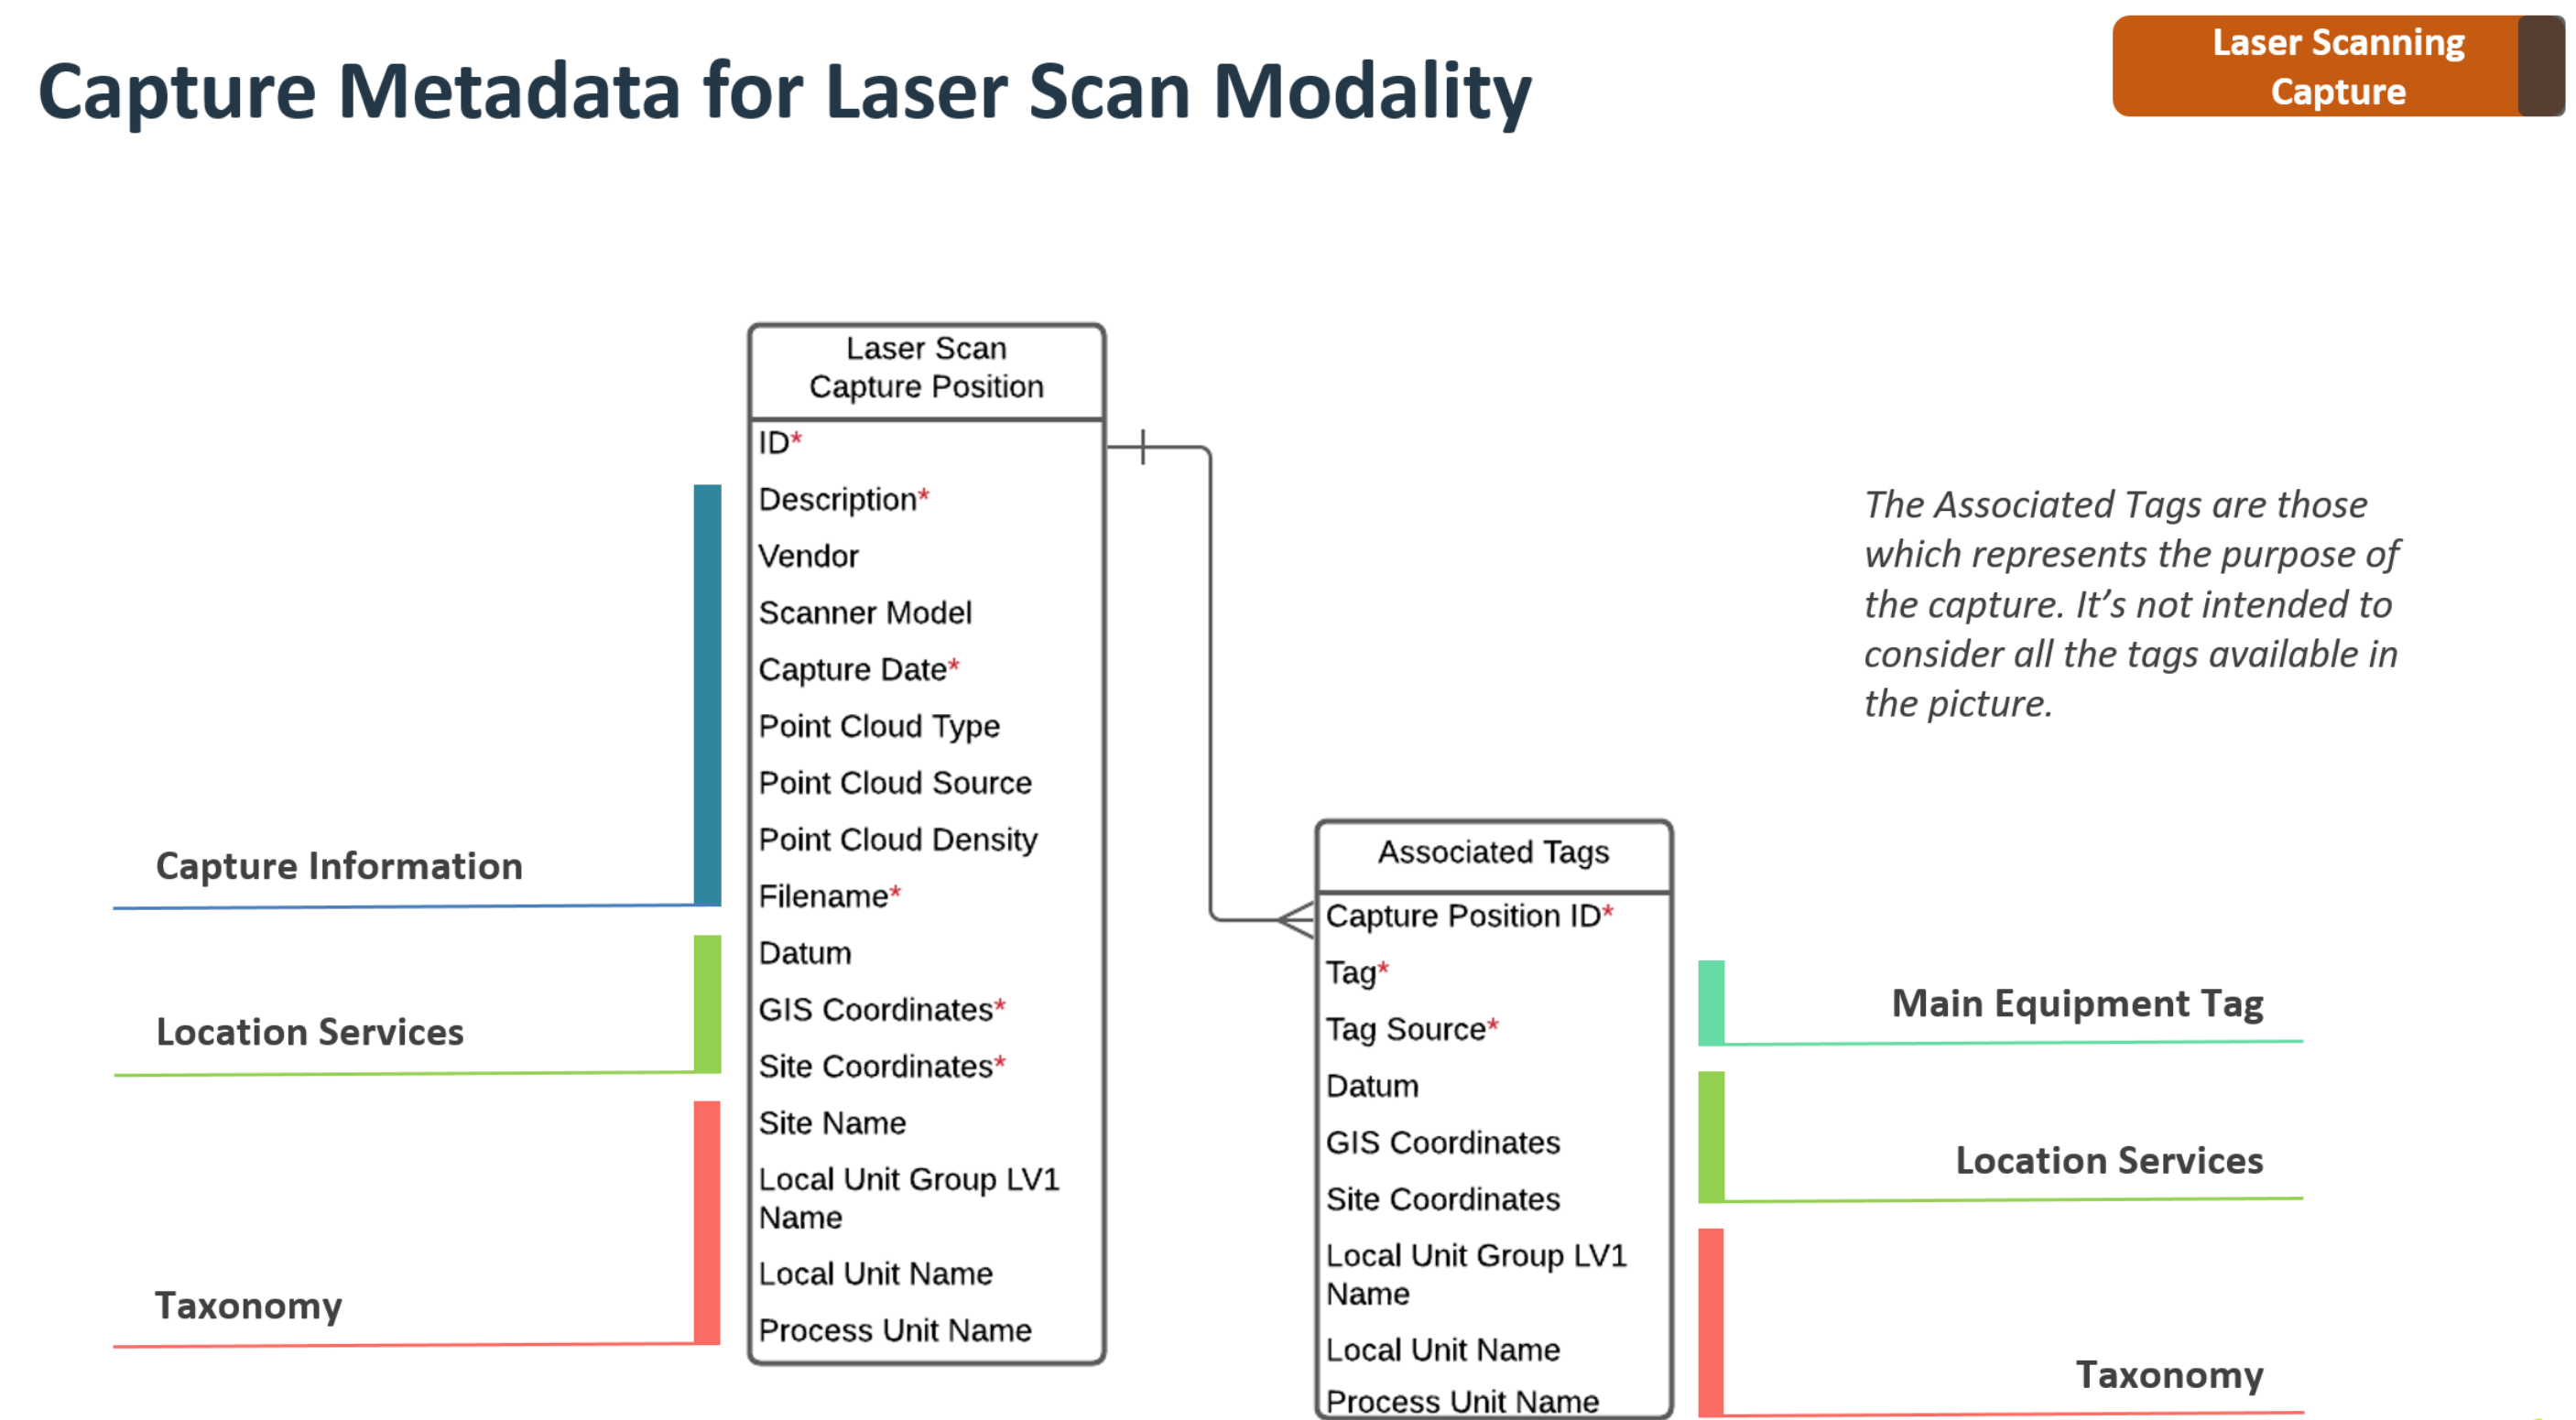 Capture Metadata for Laser Scan Modality
Laser Scanning
Capture
Laser Scan
Capture Position
ID*
Description*
Vendor
Scanner Model
Capture Date*
Point Cloud Type
Point Cloud Source
Point Cloud Density
Filename*
Datum
GIS Coordinates*
Site Coordinates*
Site Name
Local Unit Group LV1
Name
Local Unit Name
Process Unit Name
Capture Information
Location Services
Taxonomy
The Associated Tags are those
which represents the purpose of
the capture. It’s not intended to
consider all the tags available in
the picture.
Associated Tags
Capture Position ID*
Tag*
Tag Source*
Datum
GIS Coordinates
Site Coordinates
Local Unit Group LV1
Name
Local Unit Name
Process Unit Name
Main Equipment Tag
Location Services
Taxonomy